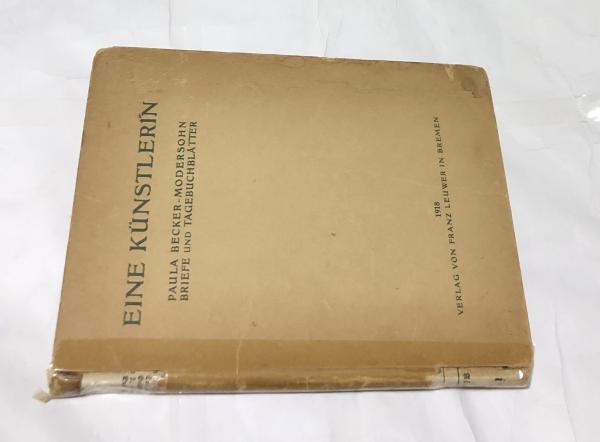 EINE KÜNSTLERIN
PAULA BECKER-MODERSOHN
BRIEFE UND TAGEBUCHBLÄTTER
1918
VERLAG VON FRANZ LEUWER IN BREMEN